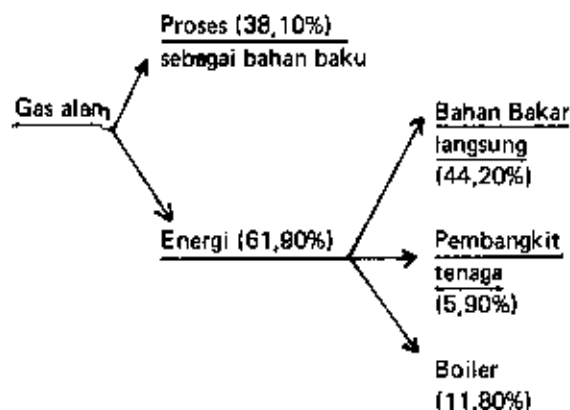 Proses (38,10%)
sebagai bahan baku
Gas alam
Bahan Bakar
langsung
(44,20%)
Energi (61,90%)
Pembangkit
tenaga
(5,90%)
Boiler
(11,80%)